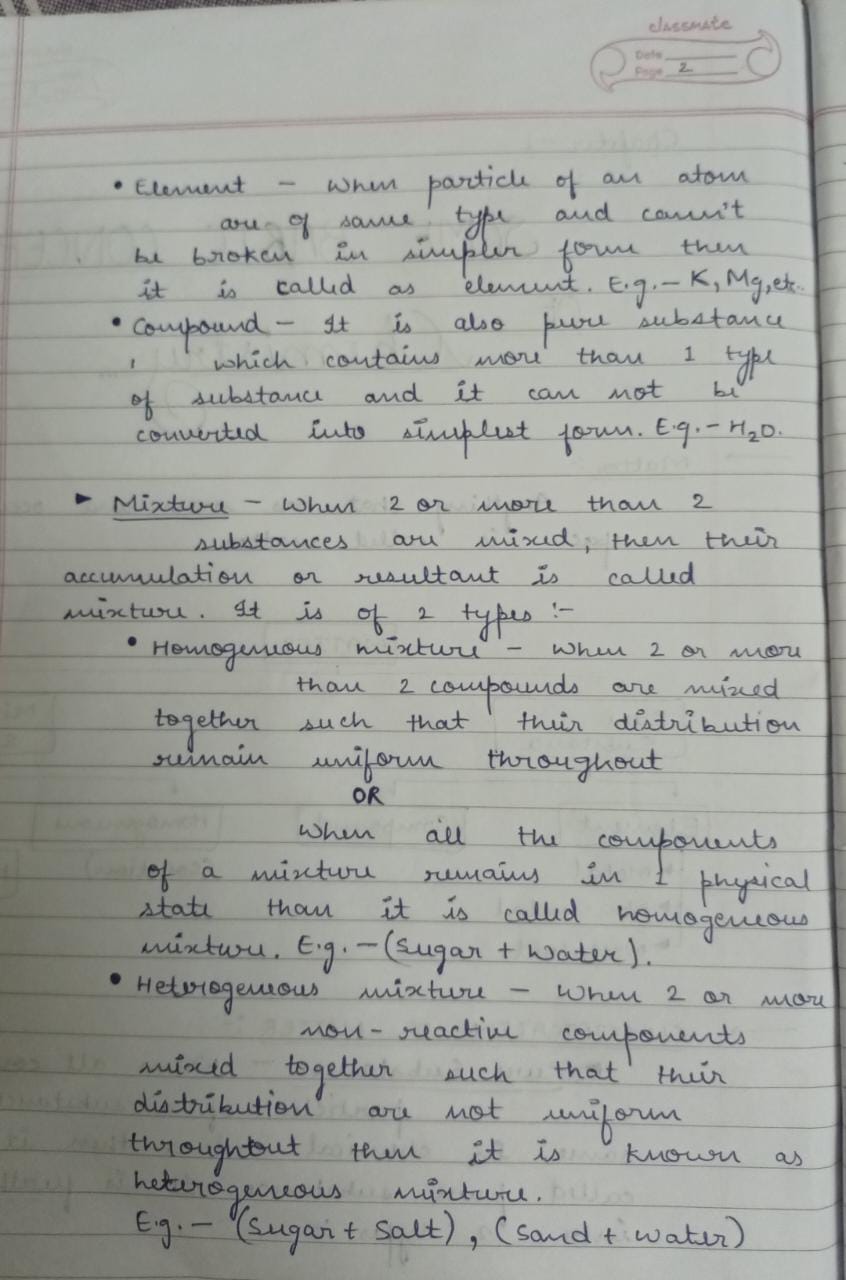 classmate
Date
Page 2
• Element - When particle of an atom
are of same type and cann't
be broken in simpler form then
it is called as element. E.g.- K, Mg, etc.
• Compound - It is also pure substance
which contains more than 1 type
of substance and it can not be
converted into simplest form. E.g.- H₂O.
► Mixture - When 2 or more than 2
substances are mixed, then their
accumulation or resultant is called
mixture. It is of 2 types :-
• Homogeneous mixture - When 2 or more
than 2 compounds are mixed
together such that their distribution
remain uniform throughout
OR
When all the components
of a mixture remains in 1 physical
state than it is called homogeneous
mixture. E.g. - (Sugar + Water).
• Heterogeneous mixture - When 2 or more
non-reactive components
mixed together such that their
distribution are not uniform
throughtout then it is known as
heterogeneous mixture.
E.g. - (Sugar + Salt), (Sand + Water)